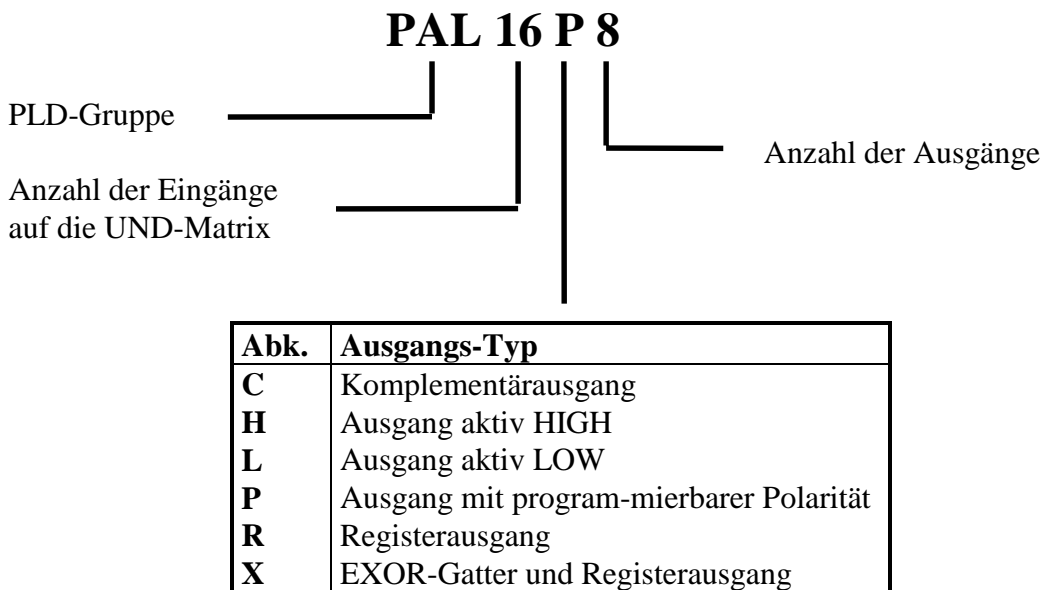 PAL 16 P 8
PLD-Gruppe
Anzahl der Ausgänge
Anzahl der Eingänge
auf die UND-Matrix
Abk. Ausgangs-Typ
C Komplementärausgang
H Ausgang aktiv HIGH
L Ausgang aktiv LOW
P Ausgang mit program-mierbarer Polarität
R Registerausgang
X EXOR-Gatter und Registerausgang